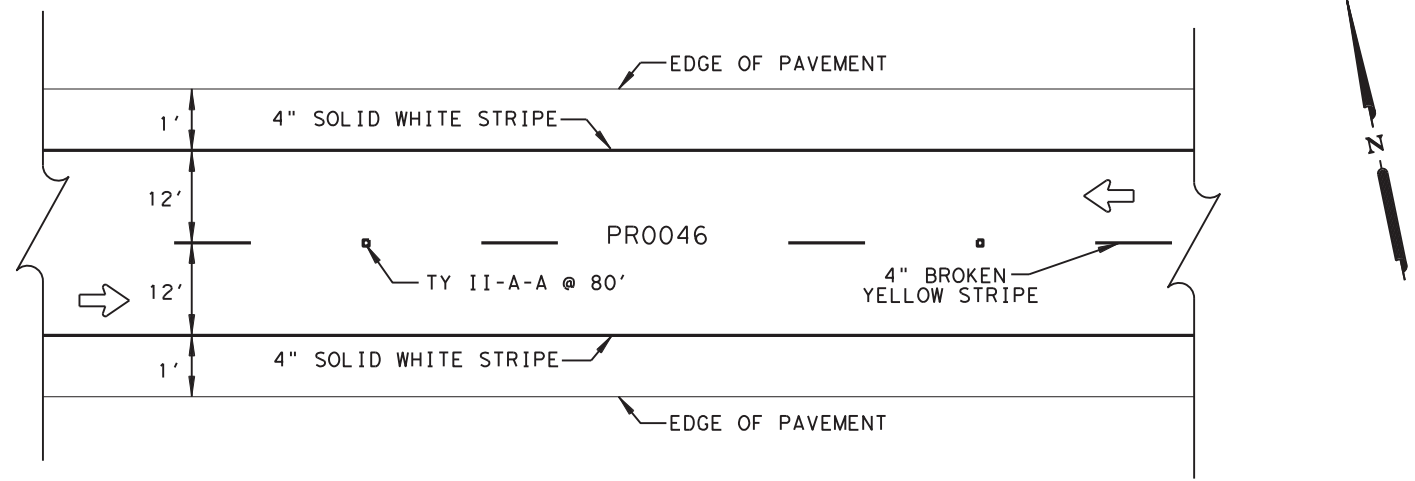 EDGE OF PAVEMENT
1'
4" SOLID WHITE STRIPE
N
12'
PR0046
TY II-A-A @ 80'
4" BROKEN
YELLOW STRIPE
12'
4" SOLID WHITE STRIPE
1'
EDGE OF PAVEMENT